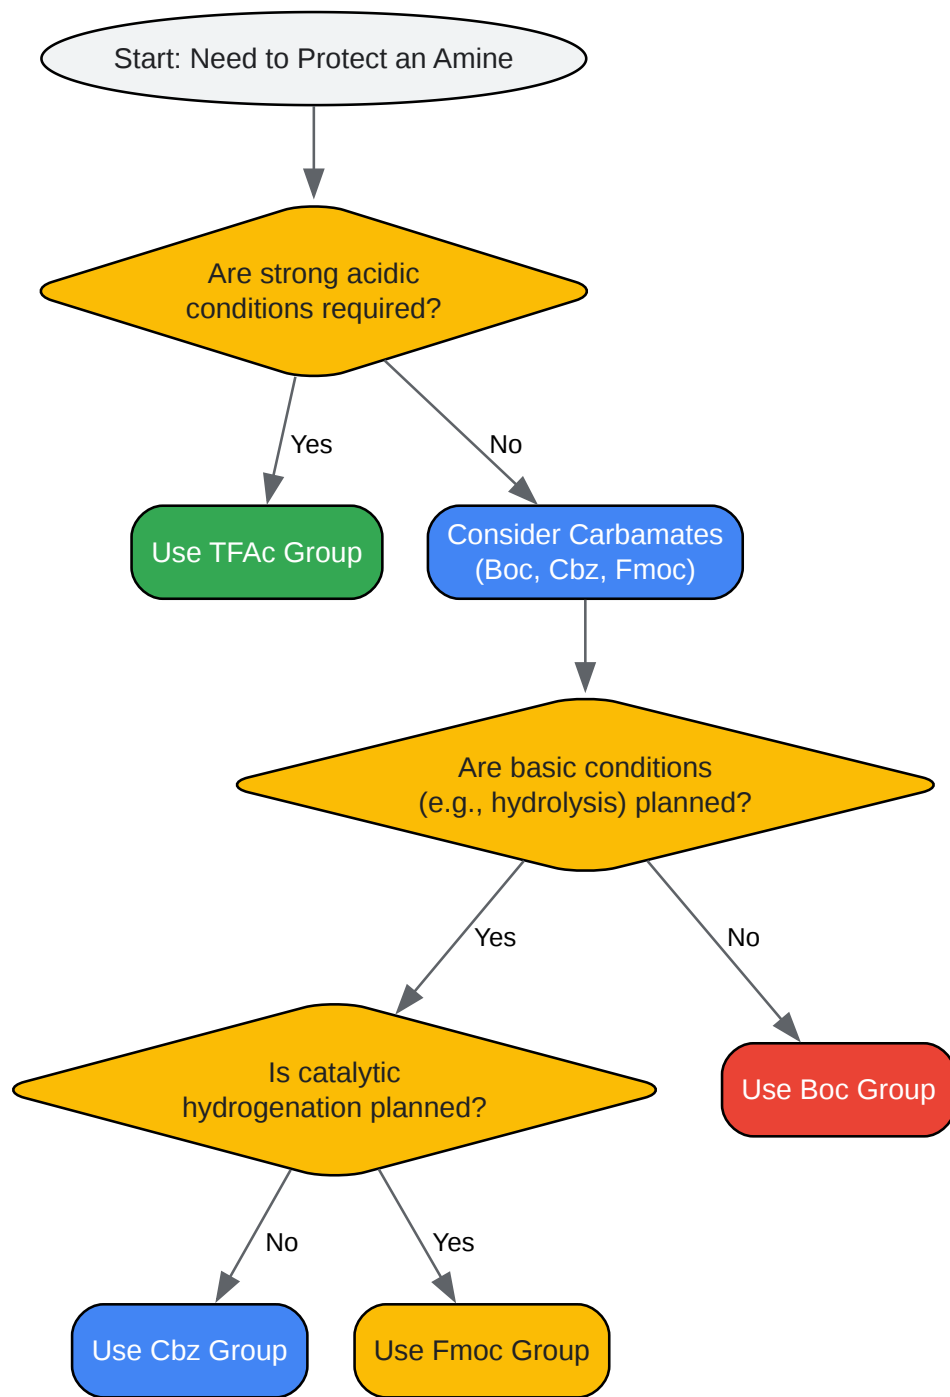 Start: Need to Protect an Amine
Are strong acidic
conditions required?
Yes
No
Use TFAc Group
Consider Carbamates
(Boc, Cbz, Fmoc)
Are basic conditions
(e.g., hydrolysis) planned?
Yes
No
Is catalytic
hydrogenation planned?
Use Boc Group
No
Yes
Use Cbz Group
Use Fmoc Group